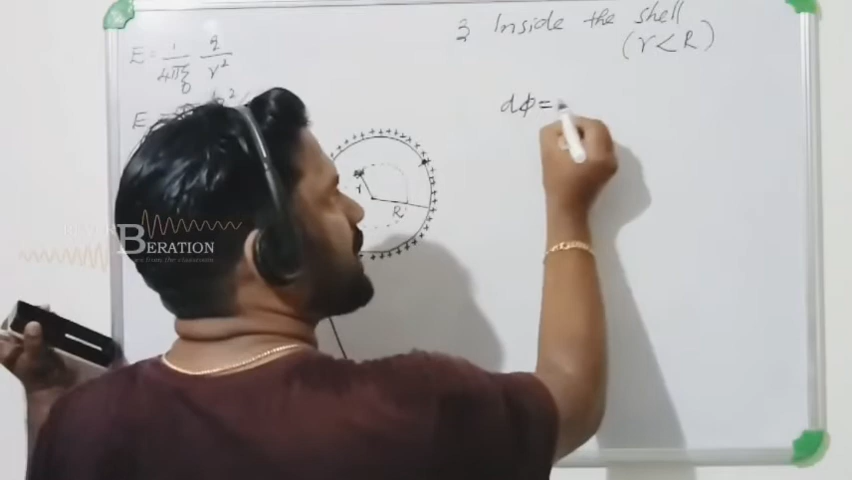 3 Inside the shell
(r<R)
E = 1/4πε0 q/r²
E =
dφ=
r
R
BERATION